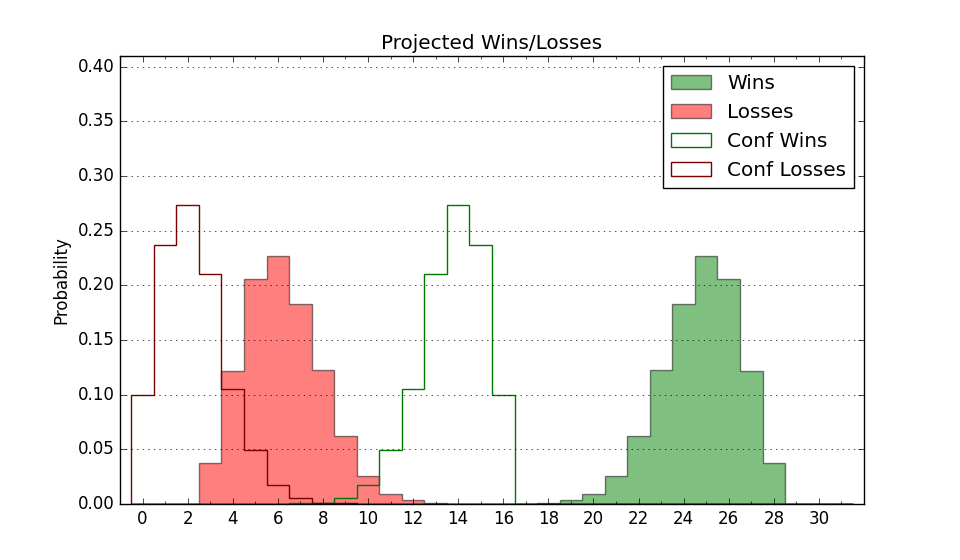 Projected Wins/Losses
0.40
0.35
0.30
0.25
0.20
0.15
0.10
0.05
0.00
Probability
Wins
Losses
Conf Wins
Conf Losses
0 2 4 6 8 10 12 14 16 18 20 22 24 26 28 30